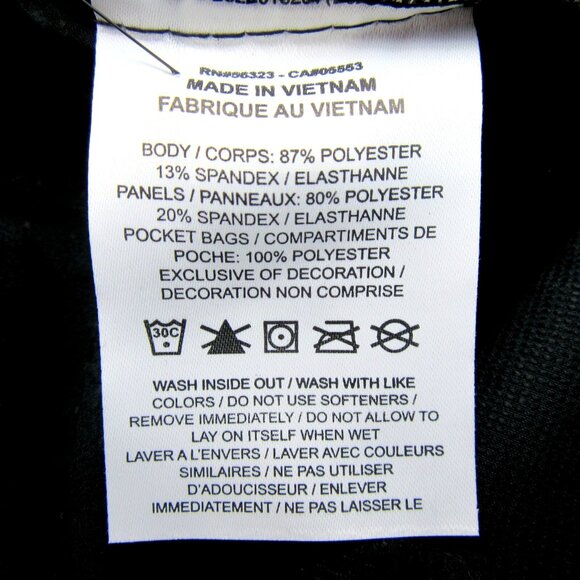 RN#56323 - CA#05553
MADE IN VIETNAM
FABRIQUE AU VIETNAM
BODY / CORPS: 87% POLYESTER
13% SPANDEX / ELASTHANNE
PANELS / PANNEAUX: 80% POLYESTER
20% SPANDEX / ELASTHANNE
POCKET BAGS / COMPARTIMENTS DE
POCHE: 100% POLYESTER
EXCLUSIVE OF DECORATION /
DECORATION NON COMPRISE
30C
WASH INSIDE OUT / WASH WITH LIKE
COLORS / DO NOT USE SOFTENERS /
REMOVE IMMEDIATELY / DO NOT ALLOW TO
LAY ON ITSELF WHEN WET
LAVER A L'ENVERS / LAVER AVEC COULEURS
SIMILAIRES / NE PAS UTILISER
D'ADOUCISSEUR / ENLEVER
IMMEDIATEMENT / NE PAS LAISSER LE